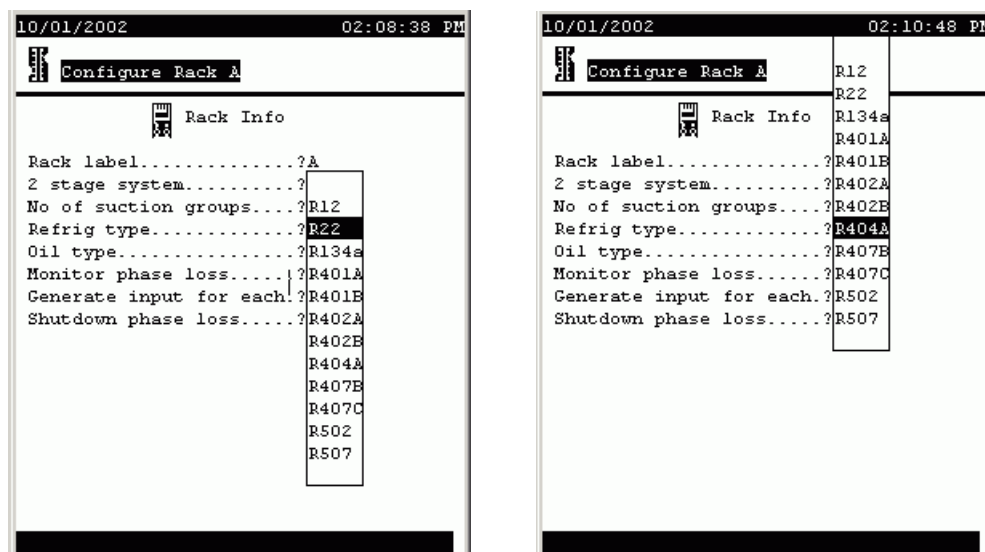 10/01/2002 02:08:38 PM
Configure Rack A
Rack Info
Rack label..............?A
2 stage system..........?
No of suction groups....?R12
Refrig type.............?R22
Oil type................?R134a
Monitor phase loss......?R401A
Generate input for each.?R401B
Shutdown phase loss.....?R402A
R402B
R404A
R407B
R407C
R502
R507
10/01/2002 02:10:48 PM
Configure Rack A
R12
R22
Rack Info R134a
R401A
Rack label..............?R401B
2 stage system..........?R402A
No of suction groups....?R402B
Refrig type.............?R404A
Oil type................?R407B
Monitor phase loss......?R407C
Generate input for each.?R502
Shutdown phase loss.....?R507